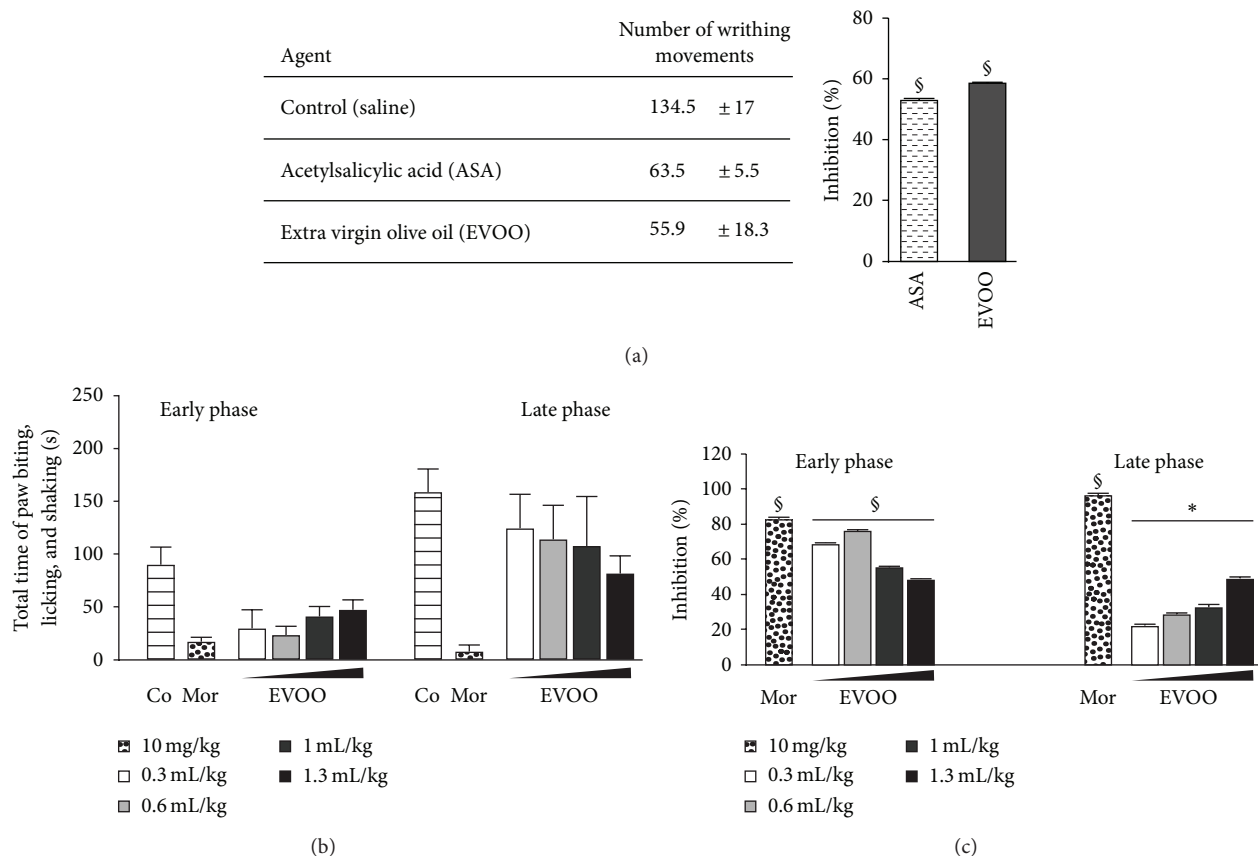 Agent Number of writhing movements
Control (saline) 134.5 ± 17
Acetylsalicylic acid (ASA) 63.5 ± 5.5
Extra virgin olive oil (EVOO) 55.9 ± 18.3
Inhibition (%)
80
60
40
20
0
§ §
ASA EVOO
(a)
Total time of paw biting,
licking, and shaking (s)
250
200
150
100
50
0
Early phase Late phase
Co Mor EVOO Co Mor EVOO
10 mg/kg 1 mL/kg
0.3 mL/kg 1.3 mL/kg
0.6 mL/kg
(b)
Inhibition (%)
120
100
80
60
40
20
0
Early phase Late phase
§ § § *
Mor EVOO Mor EVOO
10 mg/kg 1 mL/kg
0.3 mL/kg 1.3 mL/kg
0.6 mL/kg
(c)